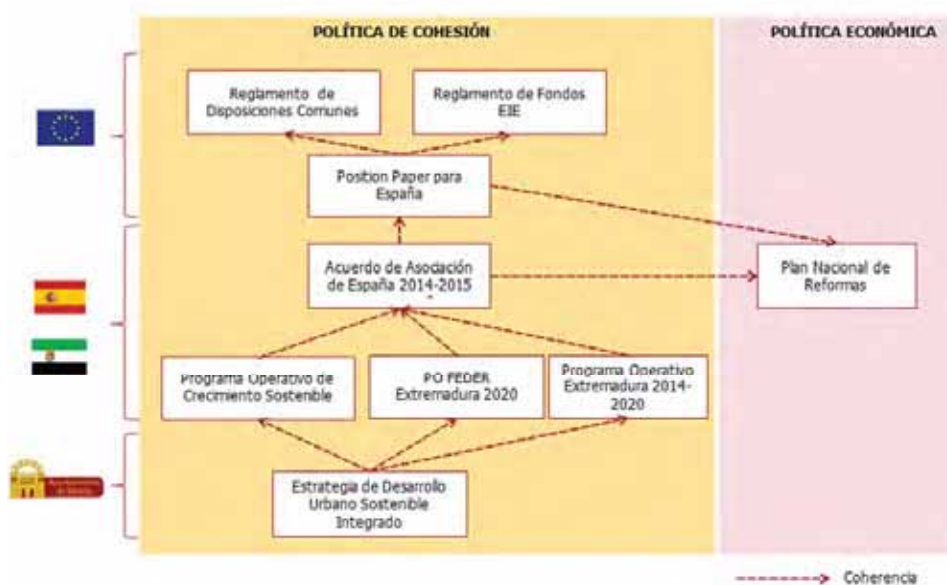 POLÍTICA DE COHESIÓN
POLÍTICA ECONÓMICA
Reglamento de
Disposiciones Comunes
Reglamento de Fondos
EIE
Position Paper para
España
Acuerdo de Asociación
de España 2014-2015
Plan Nacional de
Reformas
Programa Operativo de
Crecimiento Sostenible
PO FEDER
Extremadura 2020
Programa Operativo
Extremadura 2014-
2020
Estrategia de Desarrollo
Urbano Sostenible
Integrado
Coherencia